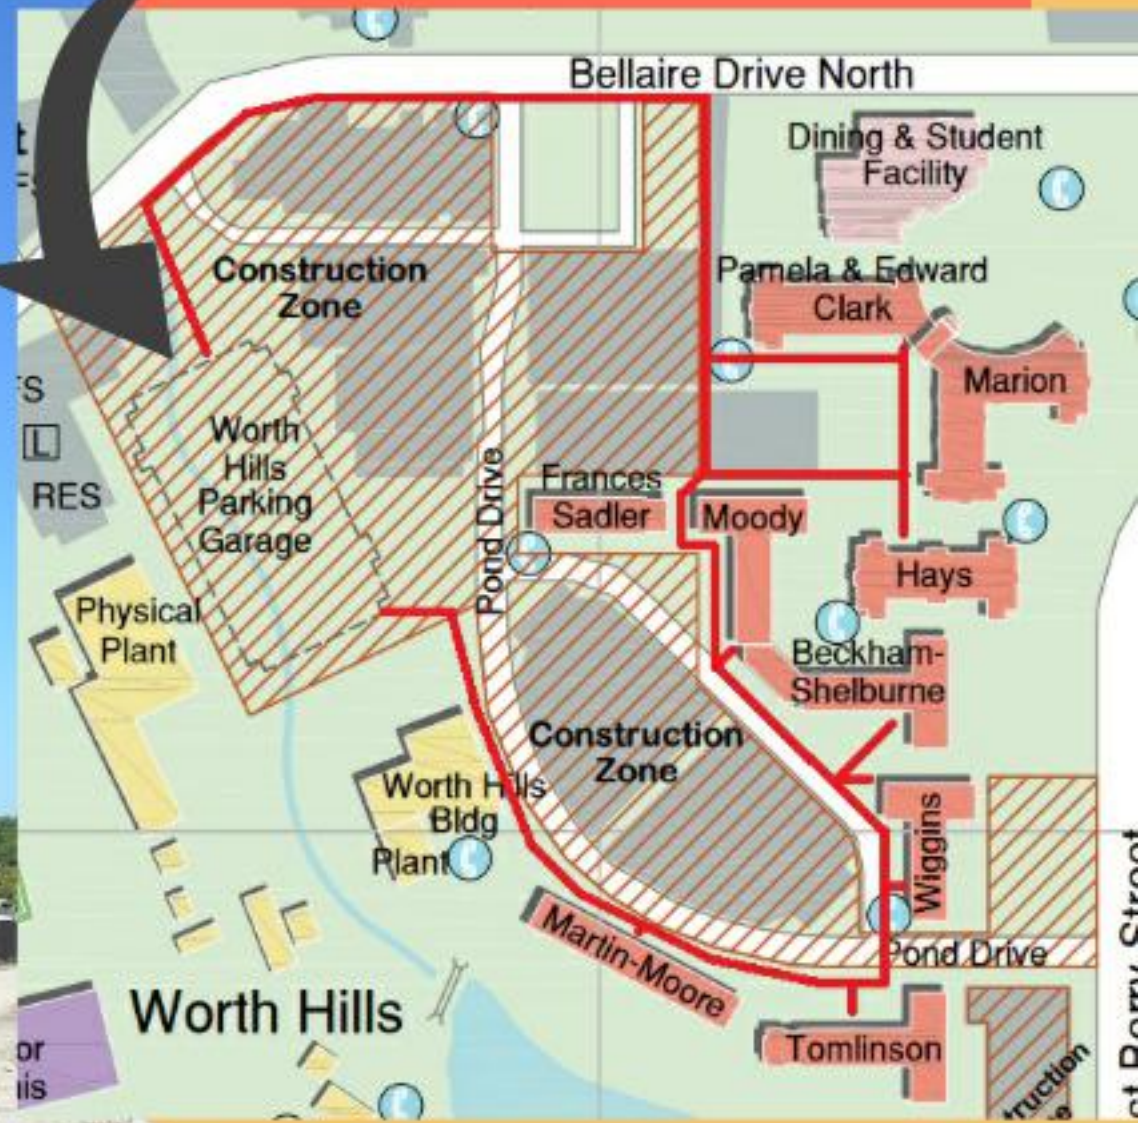 Bellaire Drive North
Dining & Student
Facility
Construction
Zone
Pamela & Edward
Clark
Marion
L
RES
Worth
Hills
Parking
Garage
Pond Drive
Frances
Sadler
Moody
Hays
Physical
Plant
Beckham-
Shelburne
Construction
Zone
Worth Hills
Bldg
Plant
Wiggins
Martin-Moore
Pond Drive
Worth Hills
Tomlinson